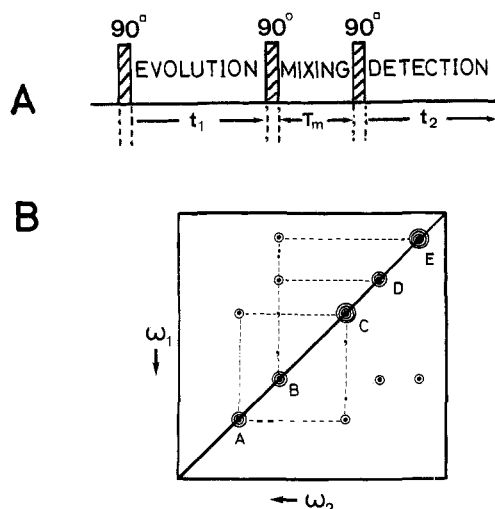 90° 90° 90°
EVOLUTION MIXING DETECTION
A
t₁ Tₘ t₂
B
E
D
ω₁
C
B
A
ω₂